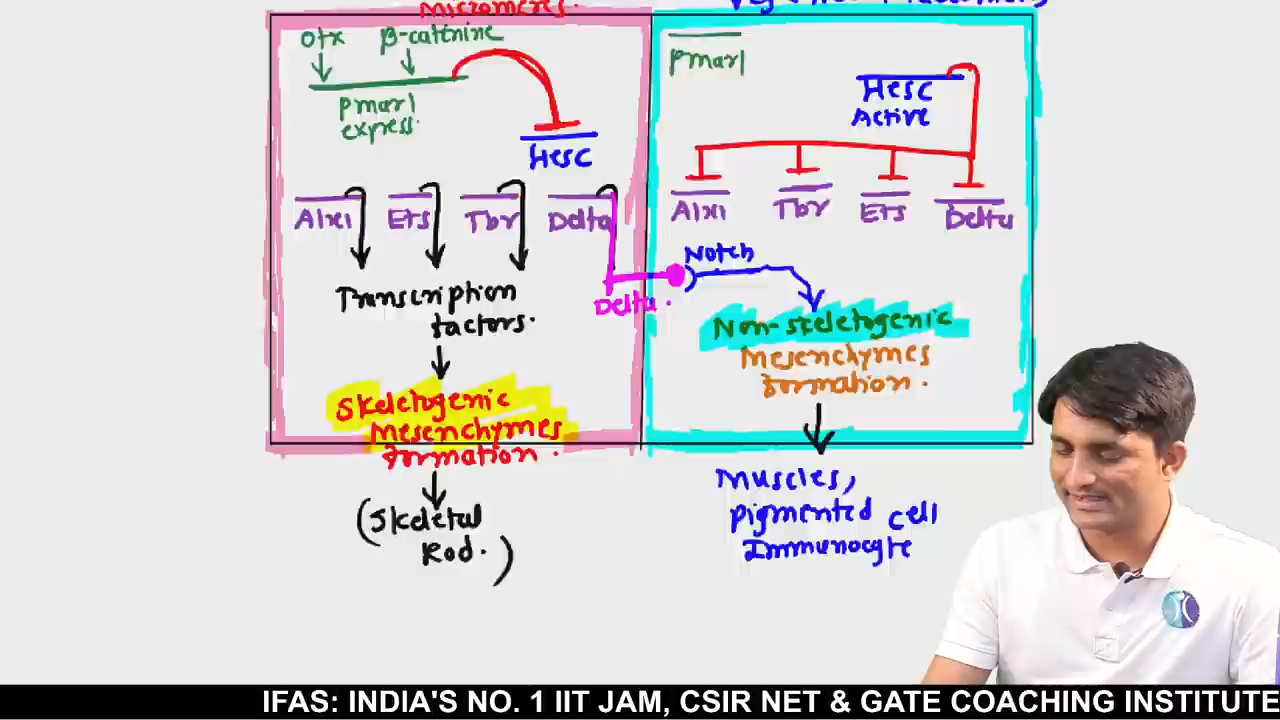 Micromeres.
Otx β-cattnine
Pmar1
express.
Hesc
Alx1 Ets Tbr Delta
Transcription
factors.
Delta.
Skeletogenic
Mesenchymes
Formation.
(Skeletal
Rod.)
Pmar1
Hesc
Active
Alx1 Tbr Ets Delta
Notch
Non-skeletogenic
Mesenchymes
Formation.
Muscles,
pigmented cell
Immunocyte
IFAS: INDIA'S NO. 1 IIT JAM, CSIR NET & GATE COACHING INSTITUTE